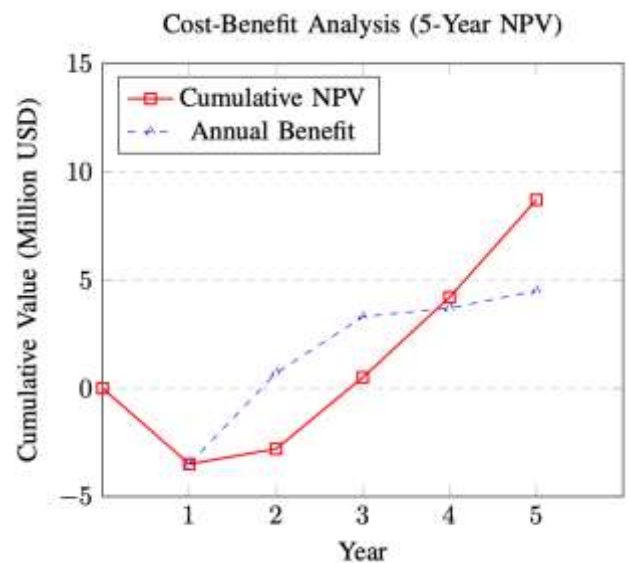 Cost-Benefit Analysis (5-Year NPV)
15
Cumulative NPV
Annual Benefit
10
5
0
−5
1 2 3 4 5
Year
Cumulative Value (Million USD)